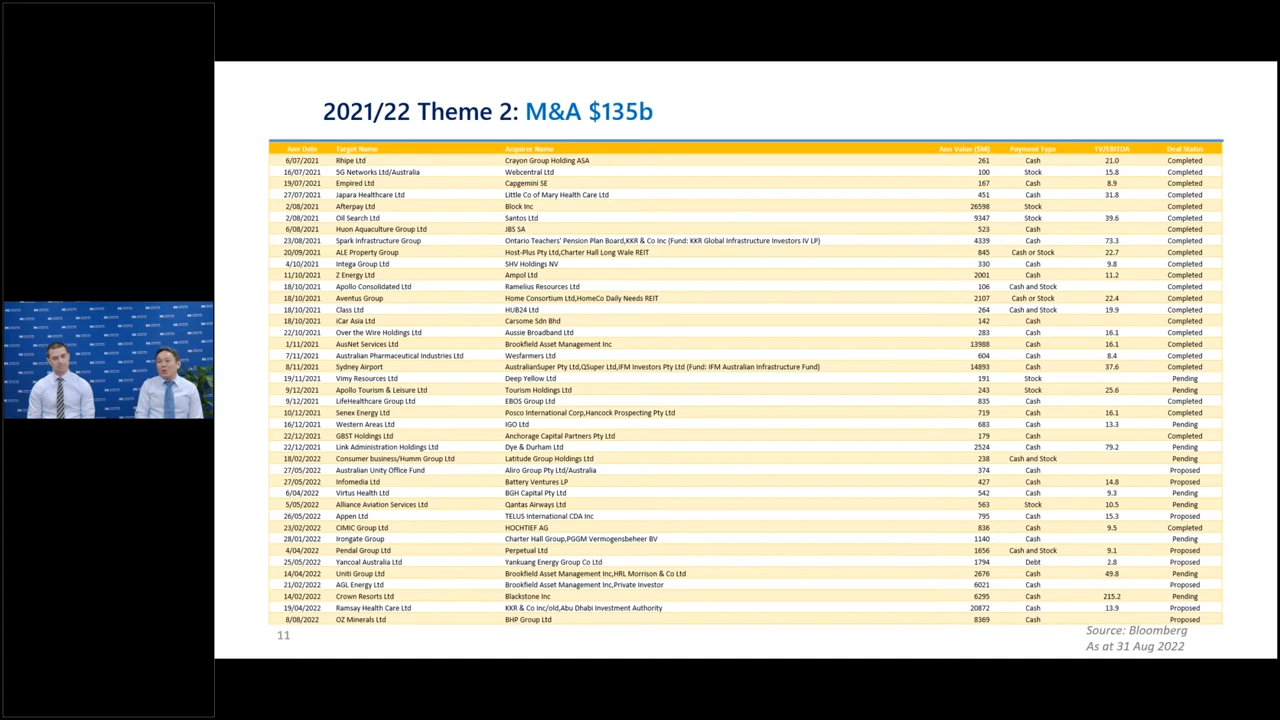 2021/22 Theme 2: M&A $135b
Ann Date Target Name Acquirer Name Ann Value ($M) Payment Type TV/EBITDA Deal Status
6/07/2021 Rhipe Ltd Crayon Group Holding ASA 261 Cash 21.0 Completed
16/07/2021 5G Networks Ltd/Australia Webcentral Ltd 100 Stock 15.8 Completed
19/07/2021 Empired Ltd Capgemini SE 167 Cash 8.9 Completed
27/07/2021 Japara Healthcare Ltd Little Co of Mary Health Care Ltd 451 Cash 31.8 Completed
2/08/2021 Afterpay Ltd Block Inc 26598 Stock Completed
2/08/2021 Oil Search Ltd Santos Ltd 9347 Stock 39.6 Completed
6/08/2021 Huon Aquaculture Group Ltd JBS SA 523 Cash Completed
23/08/2021 Spark Infrastructure Group Ontario Teachers' Pension Plan Board,KKR & Co Inc (Fund: KKR Global Infrastructure Investors IV LP) 4339 Cash 73.3 Completed
20/09/2021 ALE Property Group Host-Plus Pty Ltd,Charter Hall Long Wale REIT 845 Cash or Stock 22.7 Completed
4/10/2021 Intega Group Ltd SHV Holdings NV 330 Cash 9.8 Completed
11/10/2021 Z Energy Ltd Ampol Ltd 2001 Cash 11.2 Completed
18/10/2021 Apollo Consolidated Ltd Ramelius Resources Ltd 106 Cash and Stock Completed
18/10/2021 Aventus Group Home Consortium Ltd,HomeCo Daily Needs REIT 2107 Cash or Stock 22.4 Completed
18/10/2021 Class Ltd HUB24 Ltd 264 Cash and Stock 19.9 Completed
18/10/2021 iCar Asia Ltd Carsome Sdn Bhd 142 Cash Completed
22/10/2021 Over the Wire Holdings Ltd Aussie Broadband Ltd 283 Cash 16.1 Completed
1/11/2021 AusNet Services Ltd Brookfield Asset Management Inc 13988 Cash 16.1 Completed
7/11/2021 Australian Pharmaceutical Industries Ltd Wesfarmers Ltd 604 Cash 8.4 Completed
8/11/2021 Sydney Airport AustralianSuper Pty Ltd,QSuper Ltd,IFM Investors Pty Ltd (Fund: IFM Australian Infrastructure Fund) 14893 Cash 37.6 Completed
19/11/2021 Vimy Resources Ltd Deep Yellow Ltd 191 Stock Pending
9/12/2021 Apollo Tourism & Leisure Ltd Tourism Holdings Ltd 243 Stock 25.6 Pending
9/12/2021 LifeHealthcare Group Ltd EBOS Group Ltd 835 Cash Completed
10/12/2021 Senex Energy Ltd Posco International Corp,Hancock Prospecting Pty Ltd 719 Cash 16.1 Completed
16/12/2021 Western Areas Ltd IGO Ltd 683 Cash 13.3 Pending
22/12/2021 GBST Holdings Ltd Anchorage Capital Partners Pty Ltd 179 Cash Completed
22/12/2021 Link Administration Holdings Ltd Dye & Durham Ltd 2524 Cash 79.2 Pending
18/02/2022 Consumer business/Humm Group Ltd Latitude Group Holdings Ltd 238 Cash and Stock Pending
27/05/2022 Australian Unity Office Fund Aliro Group Pty Ltd/Australia 374 Cash Proposed
27/05/2022 Infomedia Ltd Battery Ventures LP 427 Cash 14.8 Proposed
6/04/2022 Virtus Health Ltd BGH Capital Pty Ltd 542 Cash 9.3 Pending
5/05/2022 Alliance Aviation Services Ltd Qantas Airways Ltd 563 Stock 10.5 Pending
26/05/2022 Appen Ltd TELUS International CDA Inc 795 Cash 15.3 Proposed
23/02/2022 CIMIC Group Ltd HOCHTIEF AG 836 Cash 9.5 Completed
28/01/2022 Irongate Group Charter Hall Group,PGGM Vermogensbeheer BV 1140 Cash Pending
4/04/2022 Pendal Group Ltd Perpetual Ltd 1656 Cash and Stock 9.1 Proposed
25/05/2022 Yancoal Australia Ltd Yankuang Energy Group Co Ltd 1794 Debt 2.8 Proposed
14/04/2022 Uniti Group Ltd Brookfield Asset Management Inc,HRL Morrison & Co Ltd 2676 Cash 49.8 Pending
21/02/2022 AGL Energy Ltd Brookfield Asset Management Inc,Private Investor 6021 Cash Proposed
14/02/2022 Crown Resorts Ltd Blackstone Inc 6295 Cash 215.2 Pending
19/04/2022 Ramsay Health Care Ltd KKR & Co Inc/old,Abu Dhabi Investment Authority 20872 Cash 13.9 Proposed
8/08/2022 OZ Minerals Ltd BHP Group Ltd 8369 Cash Proposed
11
Source: Bloomberg
As at 31 Aug 2022